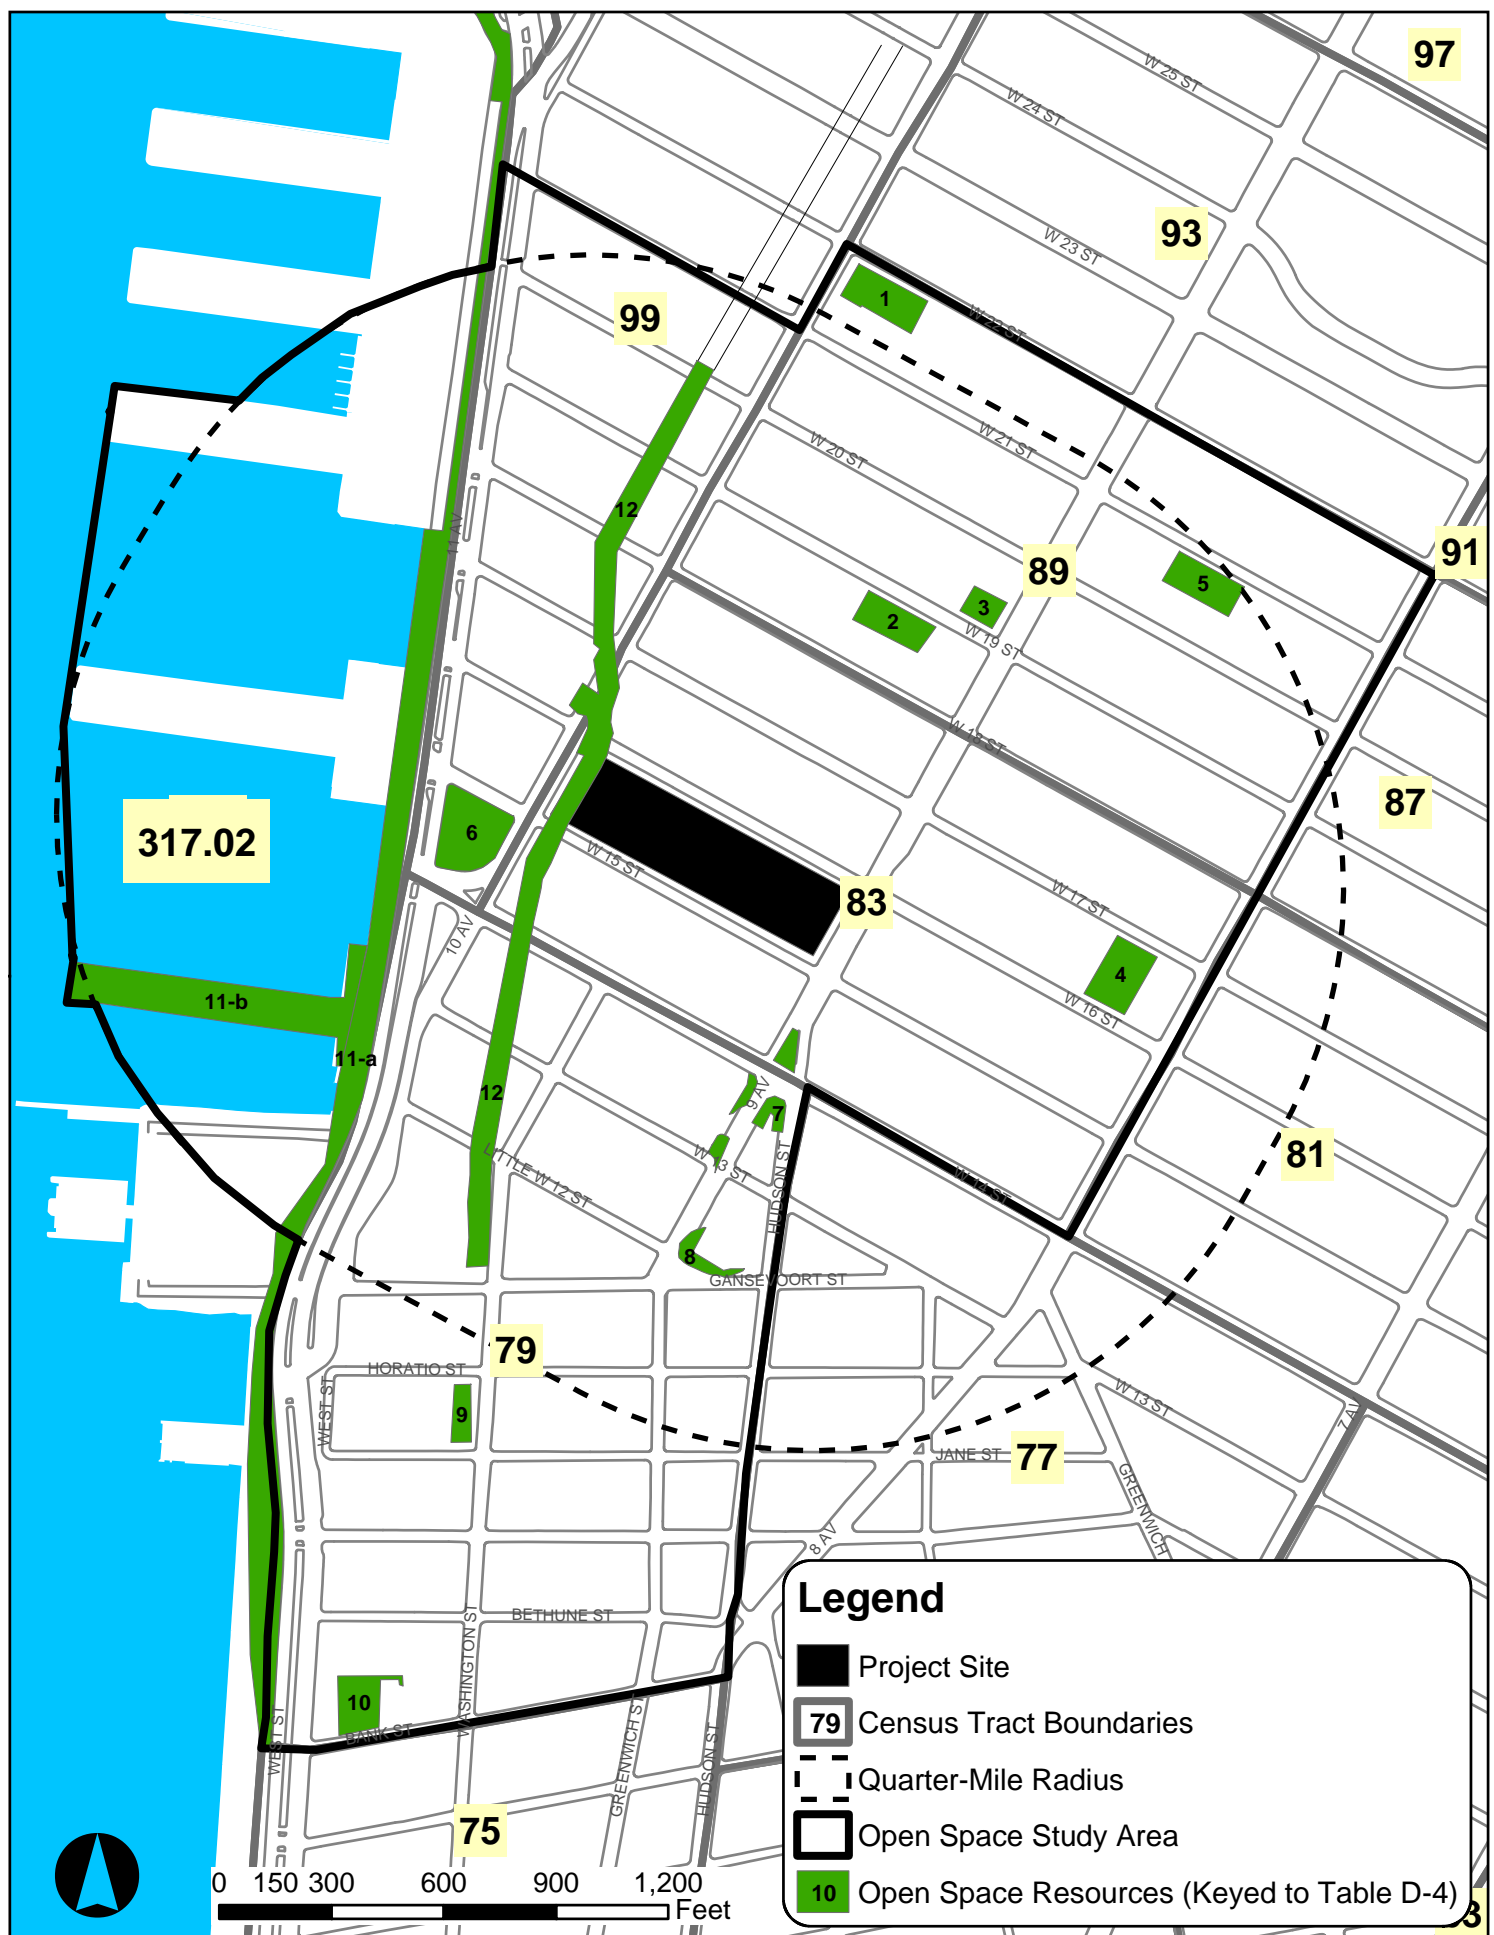 97
W 25 ST
W 24 ST
93
W 23 ST
1
99
W 22 ST
W 21 ST
W 20 ST
12
11 AV
91
89
5
3
2
W 19 ST
W 18 ST
87
6
317.02
W 15 ST
83
W 17 ST
10 AV
4
11-b
W 16 ST
11-a
12
9 AV
7
W 13 ST
81
LITTLE W 12 ST
HUDSON ST
W 14 ST
8
GANSEVOORT ST
79
HORATIO ST
W 13 ST
WEST ST
9
7 AV
JANE ST
77
GREENWICH
8 AV
BETHUNE ST
WASHINGTON ST
10
BANK ST
WEST ST
GREENWICH ST
HUDSON ST
75
Legend
Project Site
79 Census Tract Boundaries
Quarter-Mile Radius
Open Space Study Area
10 Open Space Resources (Keyed to Table D-4)
0 150 300 600 900 1,200
Feet